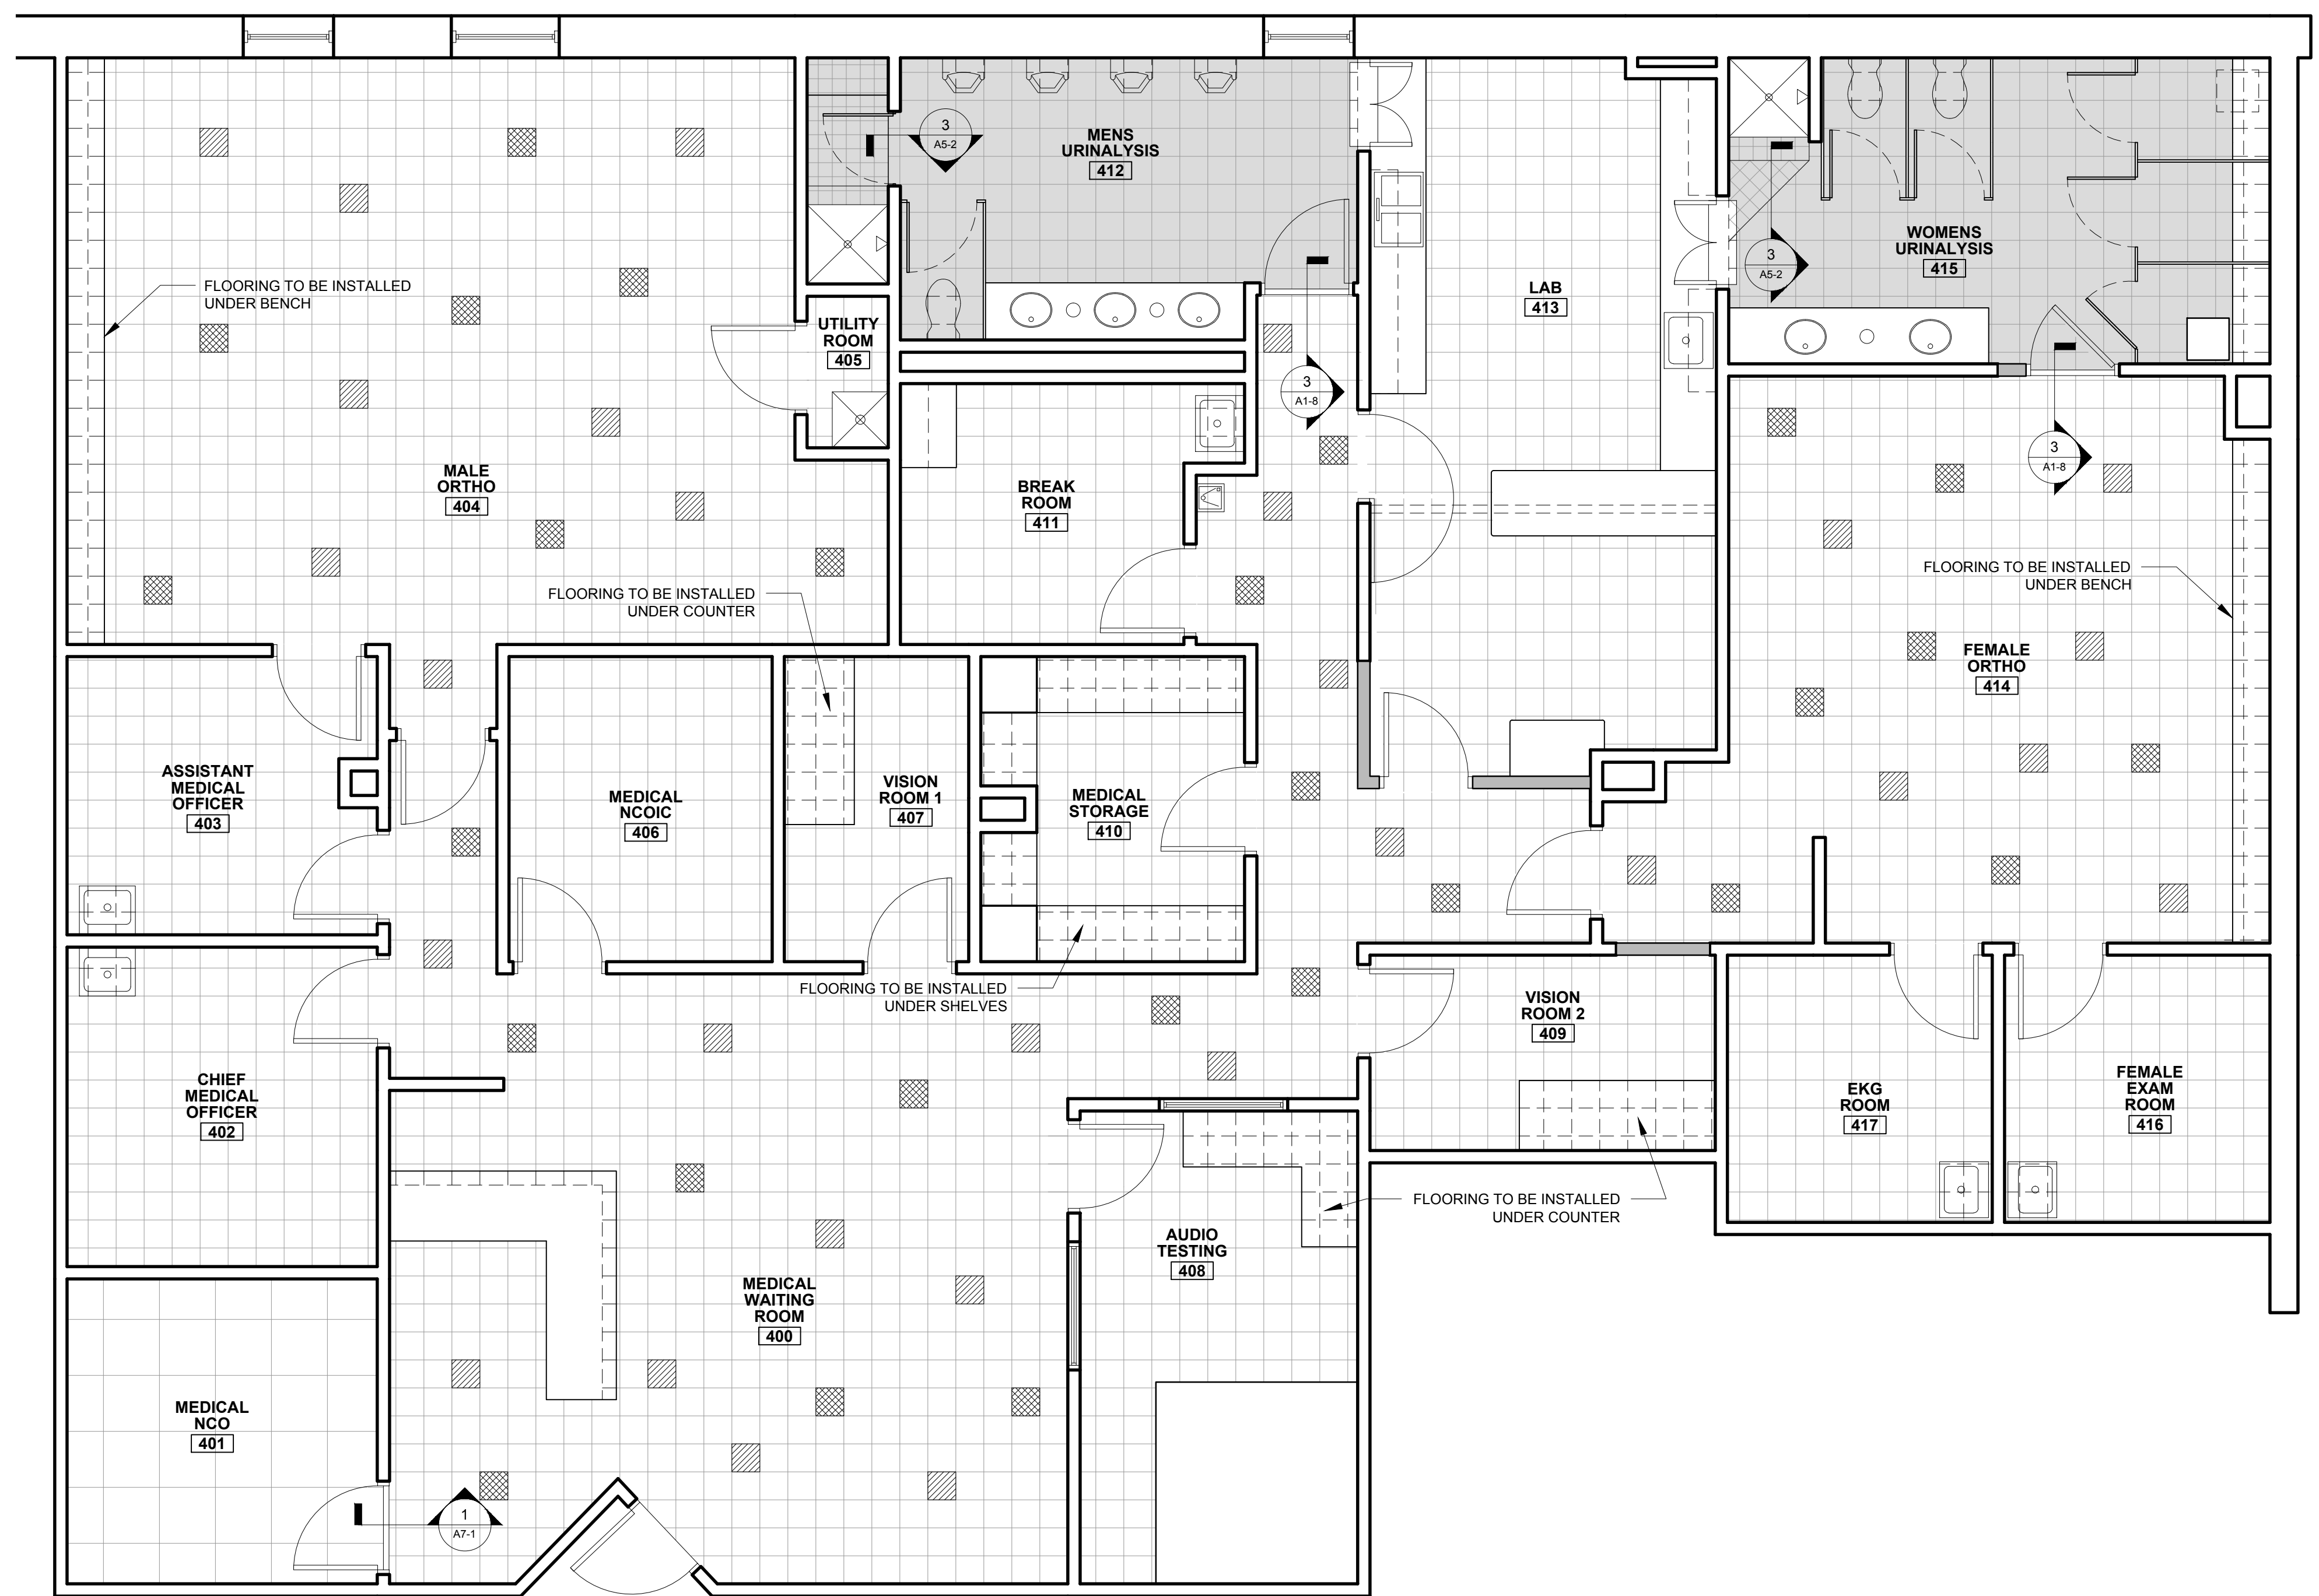 3
A5-2
MENS
URINALYSIS
412
WOMENS
URINALYSIS
415
3
A5-2
FLOORING TO BE INSTALLED
UNDER BENCH
UTILITY
ROOM
405
LAB
413
3
A1-8
3
A1-8
MALE
ORTHO
404
BREAK
ROOM
411
FLOORING TO BE INSTALLED
UNDER COUNTER
FLOORING TO BE INSTALLED
UNDER BENCH
FEMALE
ORTHO
414
ASSISTANT
MEDICAL
OFFICER
403
MEDICAL
NCOIC
406
VISION
ROOM 1
407
MEDICAL
STORAGE
410
FLOORING TO BE INSTALLED
UNDER SHELVES
VISION
ROOM 2
409
CHIEF
MEDICAL
OFFICER
402
EKG
ROOM
417
FEMALE
EXAM
ROOM
416
FLOORING TO BE INSTALLED
UNDER COUNTER
AUDIO
TESTING
408
MEDICAL
WAITING
ROOM
400
MEDICAL
NCO
401
1
A7-1